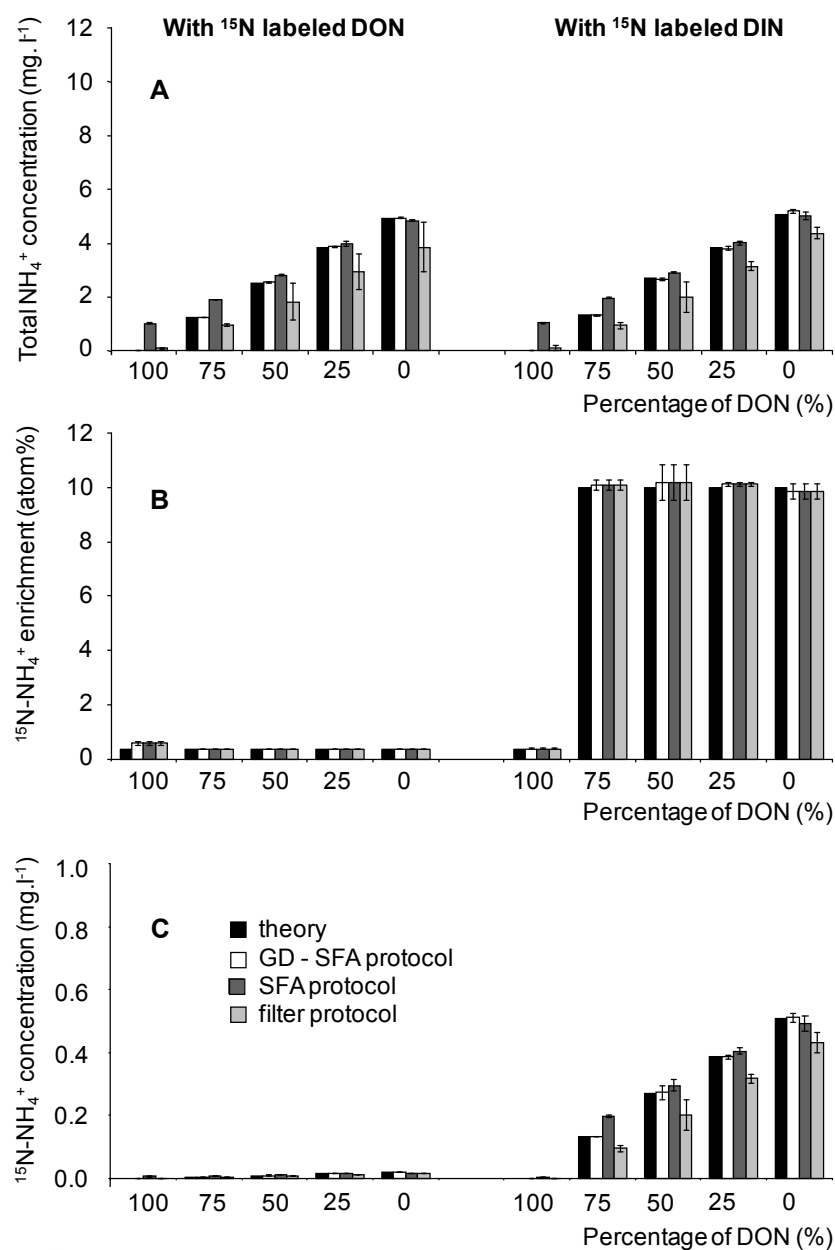 With ¹⁵N labeled DON
With ¹⁵N labeled DIN
A
Total NH₄⁺ concentration (mg. l⁻¹)
12
10
8
6
4
2
0
100 75 50 25 0 100 75 50 25 0
Percentage of DON (%)
B
¹⁵N-NH₄⁺ enrichment (atom%)
12
10
8
6
4
2
0
100 75 50 25 0 100 75 50 25 0
Percentage of DON (%)
C
¹⁵N-NH₄⁺ concentration (mg.l⁻¹)
1.0
0.8
0.6
0.4
0.2
0.0
theory
GD - SFA protocol
SFA protocol
filter protocol
100 75 50 25 0 100 75 50 25 0
Percentage of DON (%)